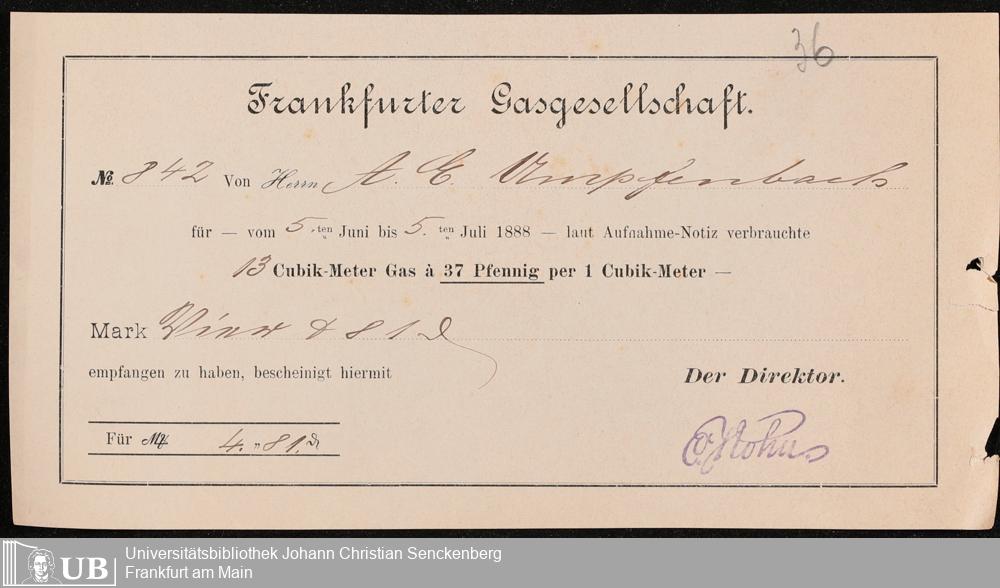 36
Frankfurter Gasgesellschaft.
№ 842 Von Herrn A. E. Umpfenbach
für — vom 5.ten Juni bis 5.ten Juli 1888 — laut Aufnahme-Notiz verbrauchte
13 Cubik-Meter Gas à 37 Pfennig per 1 Cubik-Meter —
Mark Vier & 81 ₰
empfangen zu haben, bescheinigt hiermit
Der Direktor.
Für ℳ 4. „ 81. ₰
Universitätsbibliothek Johann Christian Senckenberg
UB Frankfurt am Main